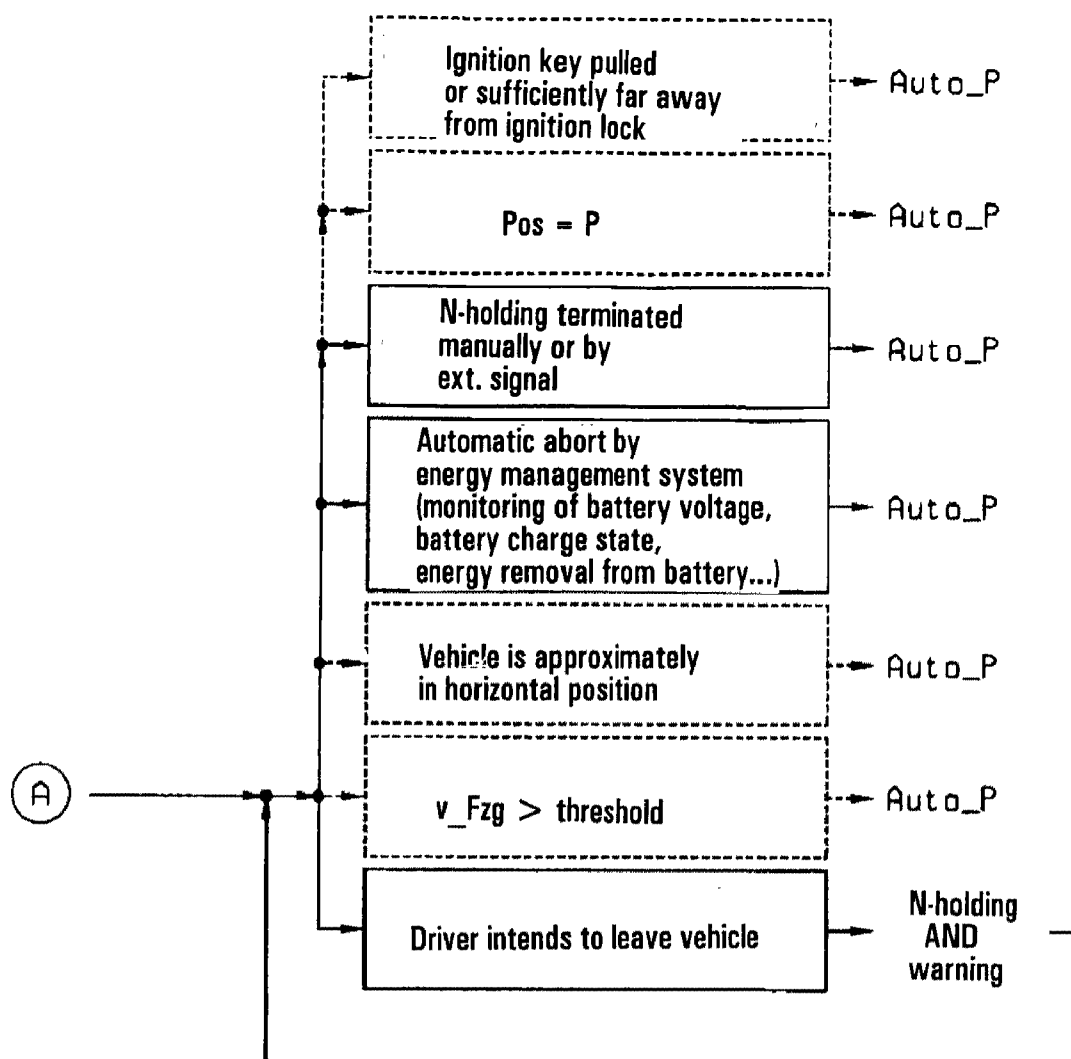 Ignition key pulled
or sufficiently far away
from ignition lock
Auto_P
Pos = P
Auto_P
N-holding terminated
manually or by
ext. signal
Auto_P
Automatic abort by
energy management system
(monitoring of battery voltage,
battery charge state,
energy removal from battery...)
Auto_P
Vehicle is approximately
in horizontal position
Auto_P
A
v_Fzg > threshold
Auto_P
Driver intends to leave vehicle
N-holding
AND
warning